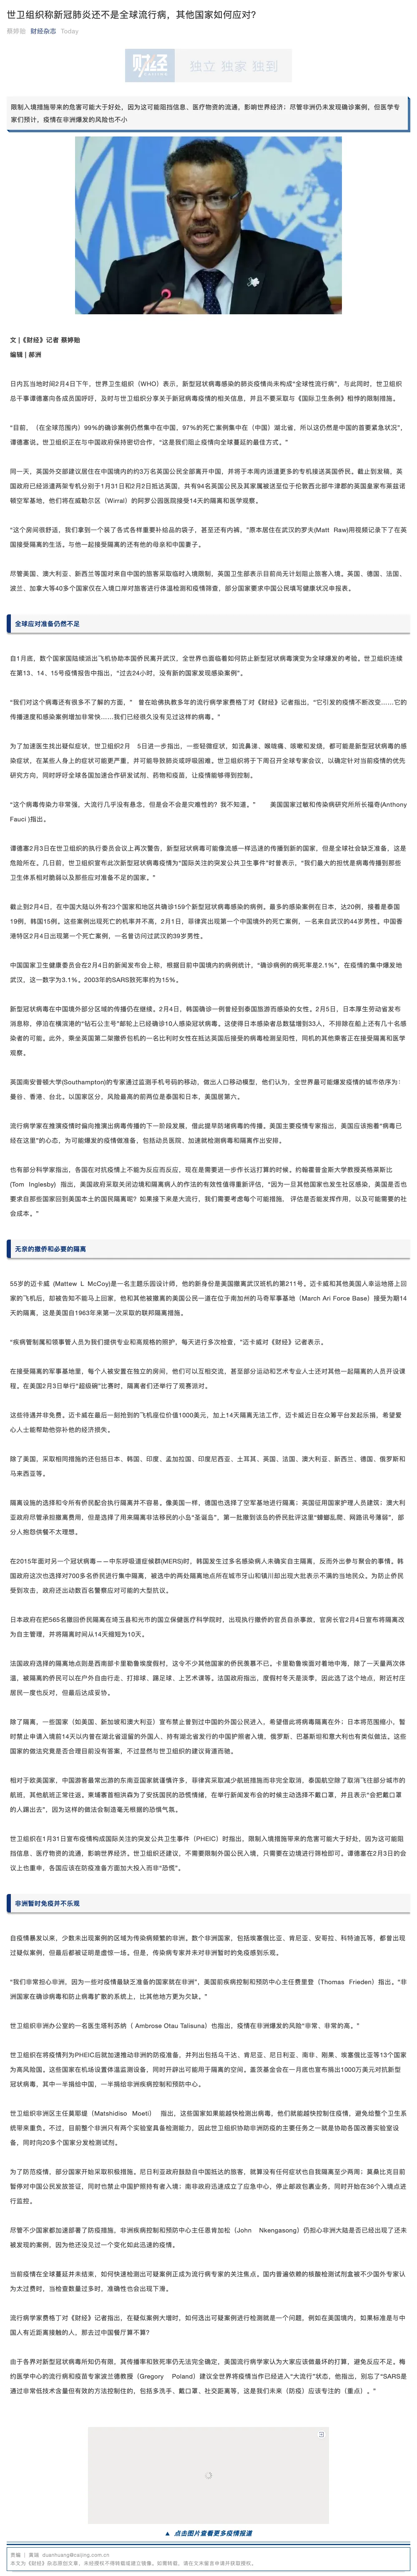 世卫组织称新冠肺炎还不是全球流行病，其他国家如何应对?
蔡婷贻 财经杂志 Today
财经 独立 独家 独到
限制入境措施带来的危害可能大于好处，因为这可能阻挡信息、医疗物资的流通，影响世界经济；尽管非洲仍未发现确诊案例，但医学专
家们预计，疫情在非洲爆发的风险也不小
文 |《财经》记者 蔡婷贻
编辑 | 郝洲
日内瓦当地时间2月4日下午，世界卫生组织（WHO）表示，新型冠状病毒感染的肺炎疫情尚未构成“全球性流行病”，与此同时，世卫组织
总干事谭德塞向各成员国呼吁，及时与世卫组织分享关于新冠病毒疫情的相关信息，并且不要采取与《国际卫生条例》相悖的限制措施。
“目前，（在全球范围内）99%的确诊案例仍然集中在中国，97%的死亡案例集中在（中国）湖北省，所以这仍然是中国的首要紧急状况”，
谭德塞说。世卫组织正在与中国政府保持密切合作，“这是我们阻止疫情向全球蔓延的最佳方式。”
同一天，英国外交部建议居住在中国境内的约3万名英国公民全部离开中国，并将于本周内派遣更多的专机接送英国侨民。截止到发稿，英
国政府已经派遣两架专机分别于1月31日和2月2日抵达英国，共有94名英国公民及其家属被送至位于伦敦西北部牛津郡的英国皇家布莱兹诺
顿空军基地，他们将在威勒尔区（Wirral）的阿罗公园医院接受14天的隔离和医学观察。
“这个房间很舒适，我们拿到一个装了各式各样重要补给品的袋子，甚至还有内裤，”原本居住在武汉的罗夫(Matt Raw)用视频记录下了在英
国接受隔离的生活。与他一起接受隔离的还有他的母亲和中国妻子。
尽管美国、澳大利亚、新西兰等国对来自中国的旅客采取临时入境限制，英国卫生部表示目前尚无计划阻止旅客入境。英国、德国、法国、
波兰、加拿大等40多个国家仅在入境口岸对旅客进行体温检测和疫情筛查，部分国家要求中国公民填写健康状况申报表。
全球应对准备仍然不足
自1月底，数个国家国陆续派出飞机协助本国侨民离开武汉，全世界也面临着如何防止新型冠状病毒演变为全球爆发的考验。世卫组织连续
在第13、14、15号疫情报告中指出，“过去24小时，没有新的国家发现感染案例”。
“我们对这个病毒还有很多不了解的方面，” 曾在哈佛执教多年的流行病学家费格丁对《财经》记者指出，“它引发的疫情不断改变……它的
传播速度和感染案例增加非常快……我们已经很久没有见过这样的病毒。”
为了加速医生找出疑似症状，世卫组织2月 5日进一步指出，一些轻微症状，如流鼻涕、喉咙痛、咳嗽和发烧，都可能是新型冠状病毒的感
染症状，在某些人身上的症状可能更严重，并可能导致肺炎或呼吸困难。世卫组织将于下周召开全球专家会议，以确定针对当前疫情的优先
研究方向，同时呼吁全球各国加速合作研发试剂，药物和疫苗，让疫情能够得到控制。
“这个病毒传染力非常强，大流行几乎没有悬念，但是会不会是灾难性的？我不知道。” 美国国家过敏和传染病研究所所长福奇(Anthony
Fauci )指出。
谭德塞2月3日在世卫组织的执行委员会议上再次警告，新型冠状病毒可能像流感一样迅速的传播到新的国家，但是全球社会缺乏准备，这是
危险所在。几日前，世卫组织宣布此次新型冠状病毒疫情为“国际关注的突发公共卫生事件”时曾表示，“我们最大的担忧是病毒传播到那些
卫生体系相对脆弱以及那些应对准备不足的国家。”
截止到2月4日，在中国大陆以外有23个国家和地区共确诊159个新型冠状病毒感染的病例。最多的感染案例在日本，达20例，接着是泰国
19例，韩国15例。这些案例出现死亡的机率并不高，2月1日，菲律宾出现第一个中国境外的死亡案例，一名来自武汉的44岁男性。中国香
港特区2月4日出现第一个死亡案例，一名曾访问过武汉的39岁男性。
中国国家卫生健康委员会在2月4日的新闻发布会上称，根据目前中国境内的病例统计，“确诊病例的病死率是2.1%”，在疫情的集中爆发地
武汉，这一数字为3.1%。2003年的SARS致死率约为15%。
新型冠状病毒在中国境外部分区域的传播仍在继续。2月4日，韩国确诊一例曾经到泰国旅游而感染的女性。2月5日，日本厚生劳动省发布
消息称，停泊在横滨港的“钻石公主号”邮轮上已经确诊10人感染冠状病毒。这使得日本感染者总数猛增到33人，不排除在船上还有几十名感
染者的可能。此外，乘坐英国第二架撤侨包机的一名比利时女性在抵达英国后接受的病毒检测呈阳性，同机的其他乘客正在接受隔离和医学
观察。
英国南安普顿大学(Southampton)的专家通过监测手机号码的移动，做出人口移动模型，他们认为，全世界最可能爆发疫情的城市依序为：
曼谷、香港、台北。以国家区分，风险最高的前两位是泰国和日本，美国居第六。
流行病学家在推演疫情时偏向推演出病毒传播的下一阶段发展，借此提早防堵病毒的传播。美国主要疫情专家指出，美国应该抱着“病毒已
经在这里”的心态，为可能爆发的疫情做准备，包括动员医院、加速就检测病毒和隔离作出安排。
也有部分科学家指出，各国在对抗疫情上不能为反应而反应，现在是需要进一步作长远打算的时候。约翰霍普金斯大学教授英格莱斯比
(Tom Inglesby) 指出，美国政府采取关闭边境和隔离病人的作法的有效性值得重新评估，“因为一旦其他国家也发生社区感染，美国是否也
要求自那些国家回到美国本土的国民隔离呢？如果接下来是大流行，我们需要考虑每个可能措施， 评估是否能发挥作用、以及可能需要的社
会成本。”
无奈的撤侨和必要的隔离
55岁的迈卡威 (Mattew L McCoy)是一名主题乐园设计师，他的新身份是美国撤离武汉班机的第211号。迈卡威和其他美国人幸运地搭上回
家的飞机后，却被告知不能马上回家，他和其他被撤离的美国公民一道在位于南加州的马奇军事基地（March Ari Force Base）接受为期14
天的隔离，这是美国自1963年来第一次采取的联邦隔离措施。
“疾病管制属和领事管人员为我们提供专业和高规格的照护，每天进行多次检查，”迈卡威对《财经》记者表示。
在接受隔离的军事基地里，每个人被安置在独立的房间，他们可以互相交流，甚至部分运动和艺术专业人士还对其他一起隔离的人员开设课
程。在美国2月3日举行“超级碗”比赛时，隔离者们还举行了观赛派对。
这些待遇并非免费。迈卡威在最后一刻抢到的飞机座位价值1000美元，加上14天隔离无法工作，迈卡威近日在众筹平台发起乐捐，希望爱
心人士能帮助他弥补他的经济损失。
除了美国，采取相同措施的还包括日本、韩国、印度、孟加拉国、印度尼西亚、土耳其、英国、法国、澳大利亚、新西兰、德国、俄罗斯和
马来西亚等。
隔离设施的选择和令所有侨民配合执行隔离并不容易。像美国一样，德国也选择了空军基地进行隔离；英国征用国家护理人员建筑；澳大利
亚政府尽管承担撤离费用，但是选择了用来隔离非法移民的小岛“圣诞岛”，第一批撤到该岛的侨民批评这里“蟑螂乱爬、网路讯号薄弱”，部
分人抱怨供餐不太理想。
在2015年面对另一个冠状病毒——中东呼吸道症候群(MERS)时，韩国发生过多名感染病人未确实自主隔离，反而外出参与聚会的事情。韩
国政府这次也选择对700多名侨民进行集中隔离，被选中的两处隔离地点所在城市牙山和镇川却出现大批表示不满的当地民众。为防止侨民
受到攻击，政府还出动数百名警察应对可能的大型抗议。
日本政府在把565名撤回侨民隔离在埼玉县和光市的国立保健医疗科学院时，出现执行撤侨的官员自杀事故。官房长官2月4日宣布将隔离改
为自主管理，并将隔离时间从14天缩短为10天。
法国政府选择的隔离地点则是西南部卡里勒鲁埃度假村，这令不少其他国家的侨民羡慕不已。卡里勒鲁埃面对着地中海，除了一天量两次体
温，被隔离的侨民可以在户外自由行走、打排球、踢足球、上艺术课等。法国政府指出，度假村冬天是淡季，因此选了这个地点，附近村庄
居民一度也反对，但最后达成妥协。
除了隔离，一些国家（如美国、新加坡和澳大利亚）宣布禁止曾到过中国的外国公民进入，希望借此将病毒隔离在外；日本将范围缩小，暂
时禁止申请入境前14天以内曾在湖北省逗留的外国人、持有湖北省发行的中国护照者入境，俄罗斯、巴基斯坦和意大利也有类似做法。这些
国家的做法究竟是否合理目前没有答案，不过显然与世卫组织的建议背道而驰。
相对于欧美国家，中国游客最常出游的东南亚国家就谨慎许多，菲律宾采取减少航班措施而非完全取消，泰国航空除了取消飞往部分城市的
航班，其他航班正常往返。柬埔寨首相洪森为了安抚国民的恐慌情绪，在举行新闻发布会的时候主动选择不戴口罩，并且表示“会把戴口罩
的人踢出去”，因为这样的做法会制造毫无根据的恐惧气氛。
世卫组织在1月31日宣布疫情构成国际关注的突发公共卫生事件（PHEIC）时指出，限制入境措施带来的危害可能大于好处，因为这可能阻
挡信息、医疗物资的流通，影响世界经济。世卫组织还建议，不需要限制外国公民入境，只需要在边境进行筛检即可。谭德塞在2月3日的会
议上也重申，各国应该在防疫准备方面加大投入而非“恐慌”。
非洲暂时免疫并不乐观
自疫情暴发以来，少数未出现案例的区域为传染病频繁的非洲。数个非洲国家，包括埃塞俄比亚、肯尼亚、安哥拉、科特迪瓦等，都曾出现
过疑似案例，但最后都被证明是虚惊一场。但是，传染病专家并未对非洲暂时的免疫感到乐观。
“我们非常担心非洲，因为一些对疫情最缺乏准备的国家就在非洲”，美国前疾病控制和预防中心主任费里登（Thomas Frieden）指出。“非
洲国家在确诊病毒和防止病毒扩散的系统上，比其他地方更为欠缺。”
世卫组织非洲办公室的一名医生塔利苏纳（ Ambrose Otau Talisuna）也指出，疫情在非洲爆发的风险“非常、非常的高。”
世卫组织在将疫情列为PHEIC后就加速推动非洲的防疫准备，并列出包括乌干达、肯尼亚、尼日利亚、南非、刚果、埃塞俄比亚等13个国家
为高风险国。这些国家在机场设置体温监测设备，同时开辟出可能用于隔离的空间。盖茨基金会在一月底也宣布捐出1000万美元对抗新型
冠状病毒，其中一半捐给中国，一半捐给非洲疾病控制和预防中心。
世卫组织非洲区主任莫耶提（Matshidiso Moeti） 指出，这些国家如果能越快检测出病毒，他们就能越快控制住疫情，避免给整个卫生系
统带来重负。不过，目前整个非洲只有两个实验室具备检测能力，因此世卫组织协助非洲防疫的主要任务之一就是协助各国改善实验室设
备，同时向20多个国家分发检测试剂。
为了防范疫情，部分国家开始采取积极措施。尼日利亚政府鼓励自中国抵达的旅客，就算没有任何症状也自我隔离至少两周；莫桑比克目前
暂停对中国公民发放签证，同时也禁止中国护照持有者入境；南非政府迅速成立了应急中心，停止邮政包裹业务，同时开始在36个入境点进
行监控。
尽管不少国家都加速部署了防疫措施，非洲疾病控制和预防中心主任恩肯加松（John Nkengasong）仍担心非洲大陆是否已经出现了还未
被发现的案例，因为他还没见过一个变化如此迅速的疫情。
当前疫情在全球蔓延并未结束，如何快速检测出可疑案例正成为流行病专家的关注焦点。国内普遍依赖的核酸检测试剂盒被不少国外专家认
为太过费时，当检查数量过多时，准确性也会出现下滑。
流行病学家费格丁对《财经》记者指出，在疑似案例大增时，如何选出可疑案例进行检测就是一个问题，例如在美国境内，如果标准是与中
国人有近距离接触的人，那去过中国餐厅算不算？
由于各界对新型冠状病毒所知仍有限，其传播率和致死率仍无法完全确定，美国流行病学家认为大家应该做最坏的打算，避免反应不足。梅
约医学中心的流行病和疫苗专家波兰德教授（Gregory Poland）建议全世界将疫情当作已经进入“大流行”状态，他指出，别忘了“SARS是
通过非常低技术含量但有效的方法控制住的，包括多洗手、戴口罩、社交距离等，这是我们未来（防疫）应该专注的（重点）。”
▲ 点击图片查看更多疫情报道
责编 | 黄端 duanhuang@caijing.com.cn
本文为《财经》杂志原创文章，未经授权不得转载或建立镜像。如需转载，请在文末留言申请并获取授权。